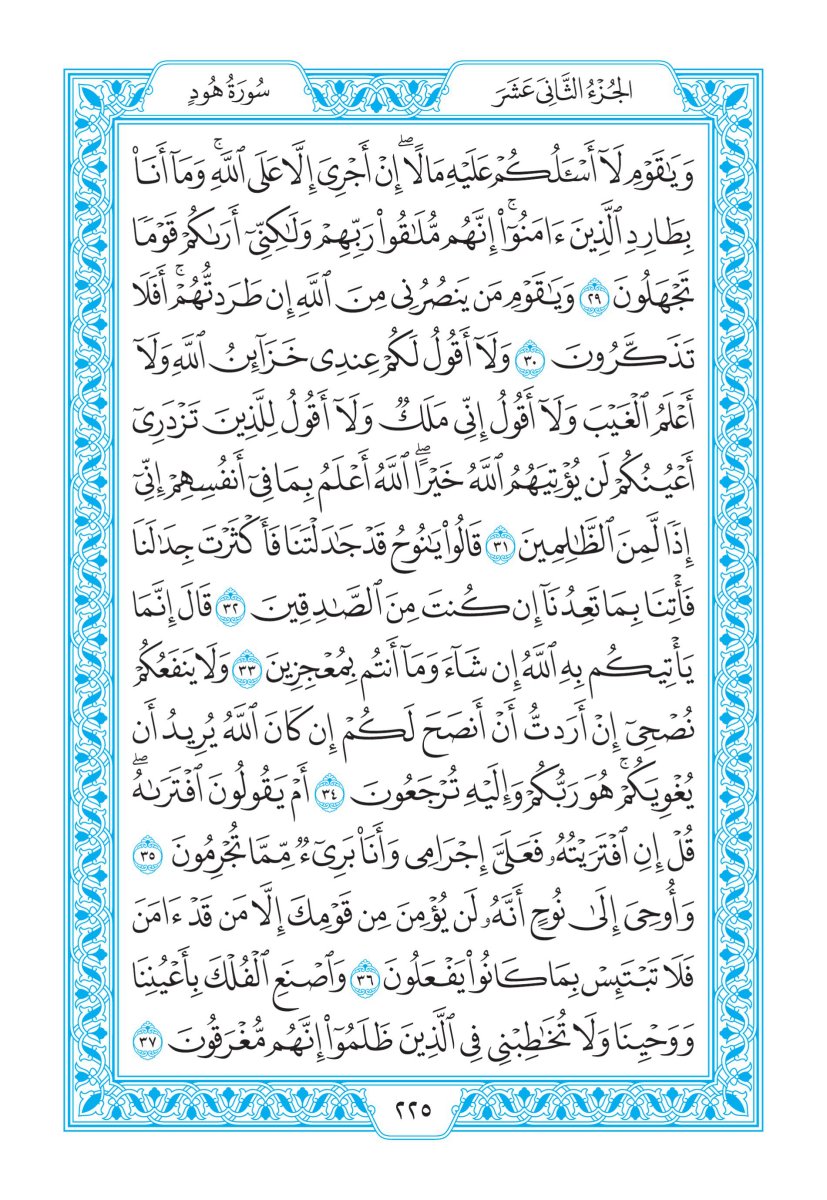 الجُزْءُ الثَّانِيَ عَشَرَ
سُورَةُ هُودٍ
وَيَٰقَوْمِ لَآ أَسْـَٔلُكُمْ عَلَيْهِ مَالًاۖ إِنْ أَجْرِىَ إِلَّا عَلَى ٱللَّهِۚ وَمَآ أَنَا۠
بِطَارِدِ ٱلَّذِينَ ءَامَنُوٓا۟ۚ إِنَّهُم مُّلَٰقُوا۟ رَبِّهِمْ وَلَٰكِنِّىٓ أَرَىٰكُمْ قَوْمًا
تَجْهَلُونَ ٢٩ وَيَٰقَوْمِ مَن يَنصُرُنِى مِنَ ٱللَّهِ إِن طَرَدتُّهُمْۚ أَفَلَا
تَذَكَّرُونَ ٣٠ وَلَآ أَقُولُ لَكُمْ عِندِى خَزَآئِنُ ٱللَّهِ وَلَآ
أَعْلَمُ ٱلْغَيْبَ وَلَآ أَقُولُ إِنِّى مَلَكٌ وَلَآ أَقُولُ لِلَّذِينَ تَزْدَرِىٓ
أَعْيُنُكُمْ لَن يُؤْتِيَهُمُ ٱللَّهُ خَيْرًاۖ ٱللَّهُ أَعْلَمُ بِمَا فِىٓ أَنفُسِهِمْ إِنِّىٓ
إِذًا لَّمِنَ ٱلظَّٰلِمِينَ ٣١ قَالُوا۟ يَٰنُوحُ قَدْ جَٰدَلْتَنَا فَأَكْثَرْتَ جِدَٰلَنَا
فَأْتِنَا بِمَا تَعِدُنَآ إِن كُنتَ مِنَ ٱلصَّٰدِقِينَ ٣٢ قَالَ إِنَّمَا
يَأْتِيكُم بِهِ ٱللَّهُ إِن شَآءَ وَمَآ أَنتُم بِمُعْجِزِينَ ٣٣ وَلَا يَنفَعُكُمْ
نُصْحِىٓ إِنْ أَرَدتُّ أَنْ أَنصَحَ لَكُمْ إِن كَانَ ٱللَّهُ يُرِيدُ أَن
يُغْوِيَكُمْۚ هُوَ رَبُّكُمْ وَإِلَيْهِ تُرْجَعُونَ ٣٤ أَمْ يَقُولُونَ ٱفْتَرَىٰهُۖ
قُلْ إِنِ ٱفْتَرَيْتُهُۥ فَعَلَىَّ إِجْرَامِى وَأَنَا۠ بَرِىٓءٌ مِّمَّا تُجْرِمُونَ ٣٥
وَأُوحِىَ إِلَىٰ نُوحٍ أَنَّهُۥ لَن يُؤْمِنَ مِن قَوْمِكَ إِلَّا مَن قَدْ ءَامَنَ
فَلَا تَبْتَئِسْ بِمَا كَانُوا۟ يَفْعَلُونَ ٣٦ وَٱصْنَعِ ٱلْفُلْكَ بِأَعْيُنِنَا
وَوَحْيِنَا وَلَا تُخَٰطِبْنِى فِى ٱلَّذِينَ ظَلَمُوٓا۟ إِنَّهُم مُّغْرَقُونَ ٣٧
٢٢٥